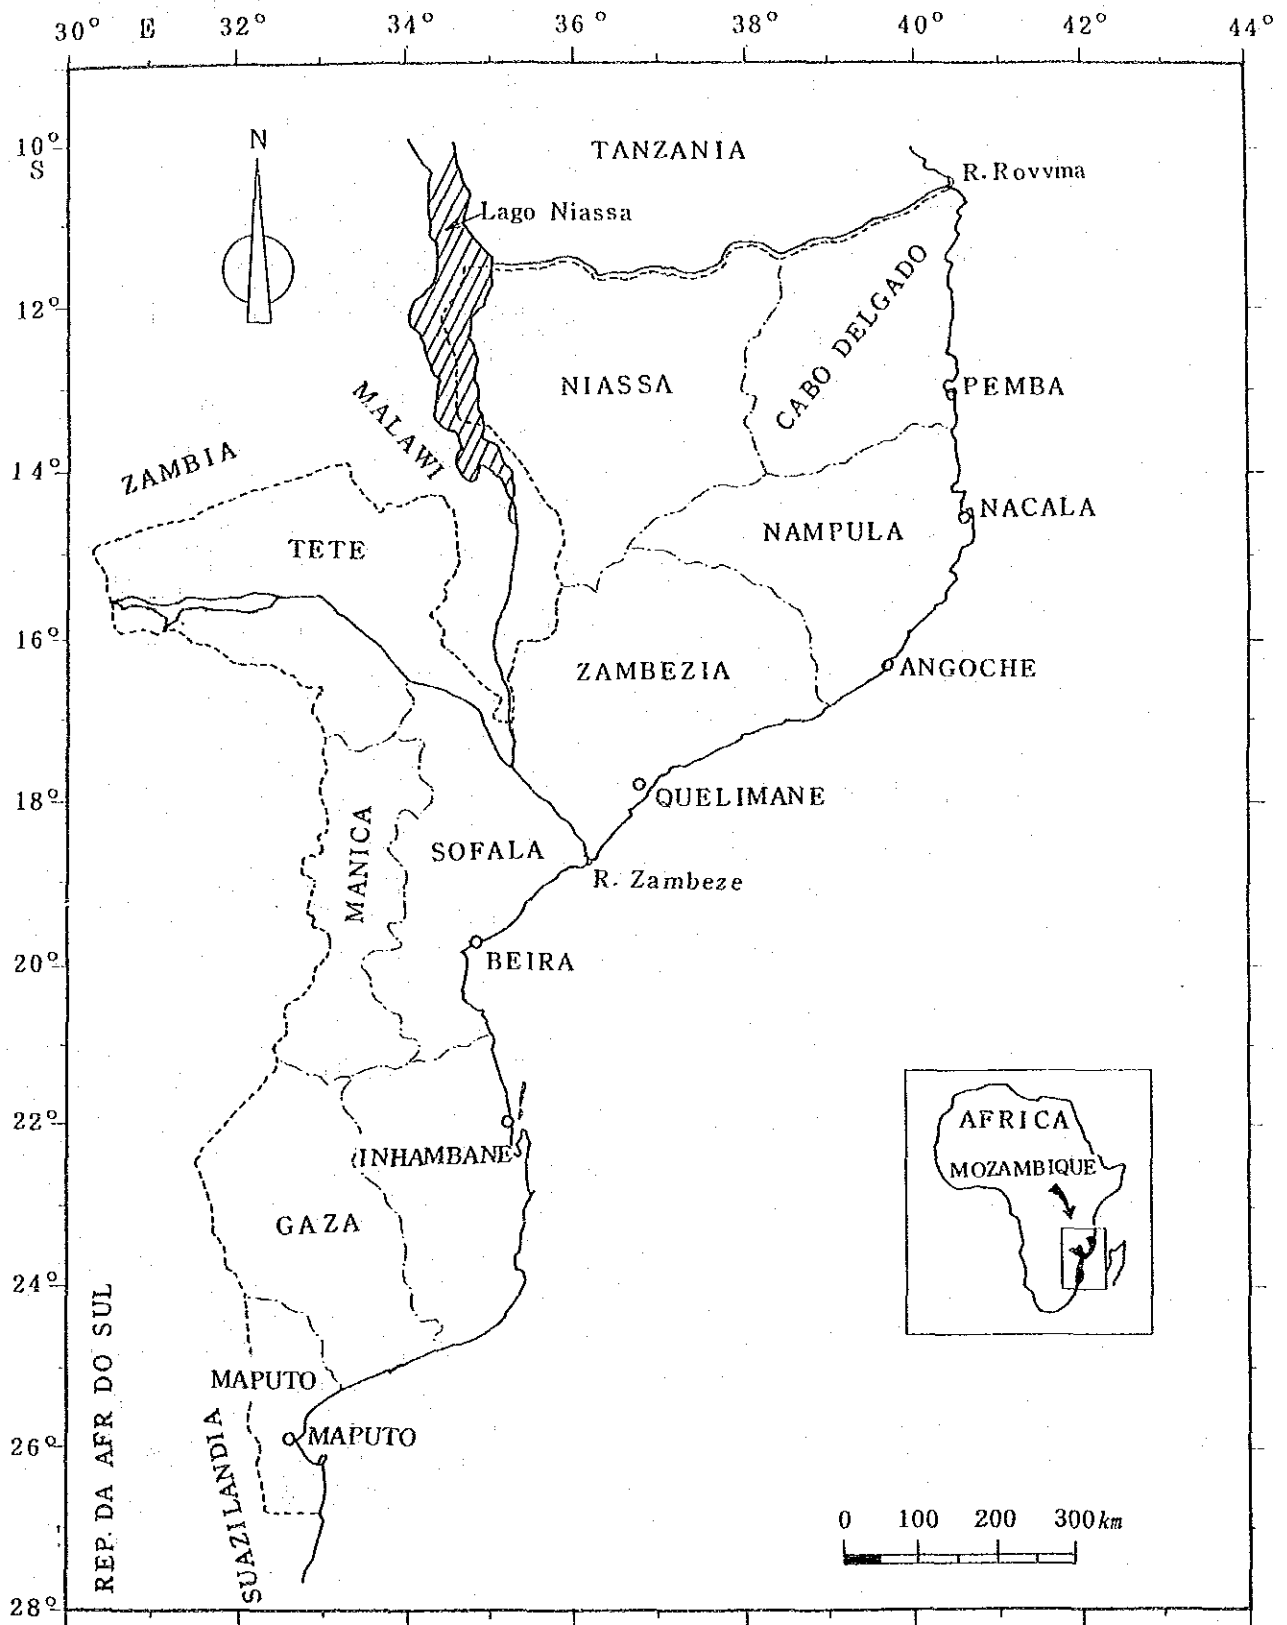 30° E 32° 34° 36° 38° 40° 42° 44°
N
10°
S
TANZANIA
R. Rovvma
Lago Niassa
12°
CABO DELGADO
NIASSA
PEMBA
MALAWI
ZAMBIA
14°
NACALA
NAMPULA
TETE
16°
ZAMBEZIA
ANGOCHE
18°
QUELIMANE
MANICA
SOFALA
R. Zambeze
20°
BEIRA
22°
AFRICA
INHAMBANE
MOZAMBIQUE
GAZA
24°
REP. DA AFR DO SUL
MAPUTO
SUAZILANDIA
26°
MAPUTO
0 100 200 300km
28°